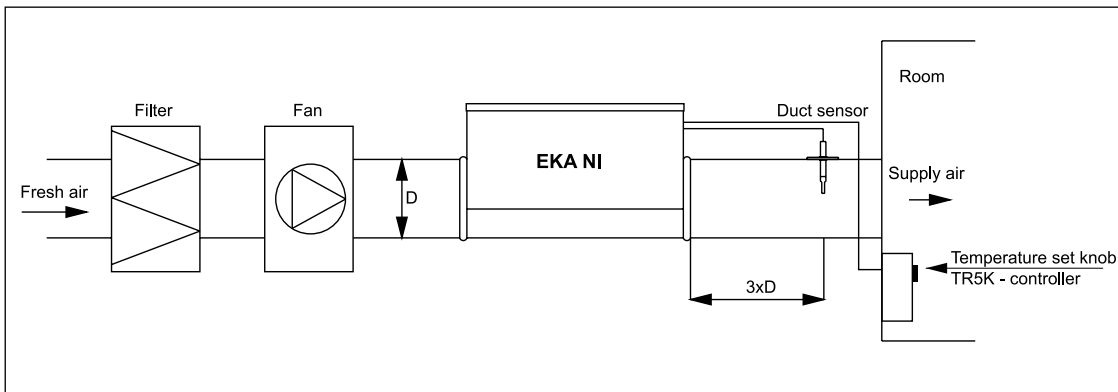 Room
Filter
Fan
Duct sensor
EKA NI
Fresh air
D
Supply air
Temperature set knob
TR5K - controller
3xD